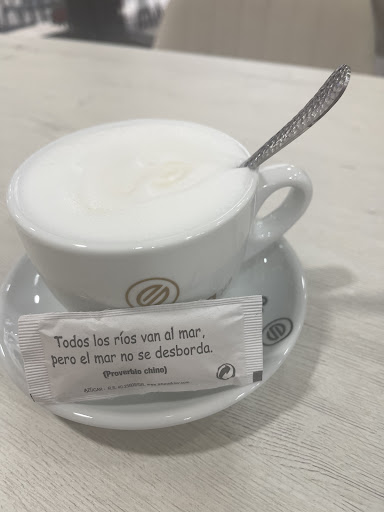 Todos los ríos van al mar,
pero el mar no se desborda.
(Proverbio chino)